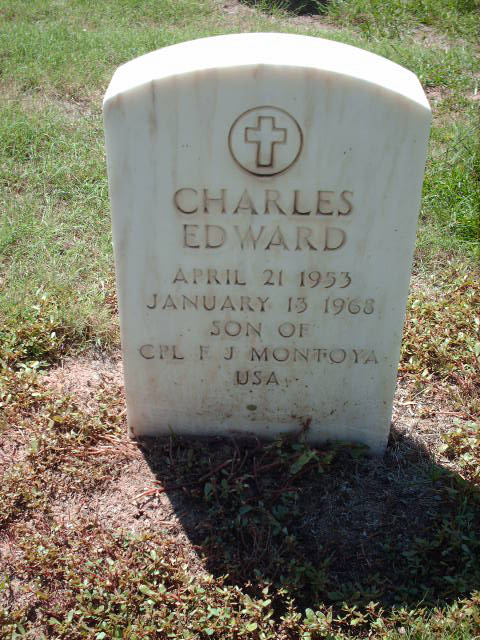 CHARLES
EDWARD
APRIL 21 1953
JANUARY 13 1968
SON OF
CPL F J MONTOYA
USA